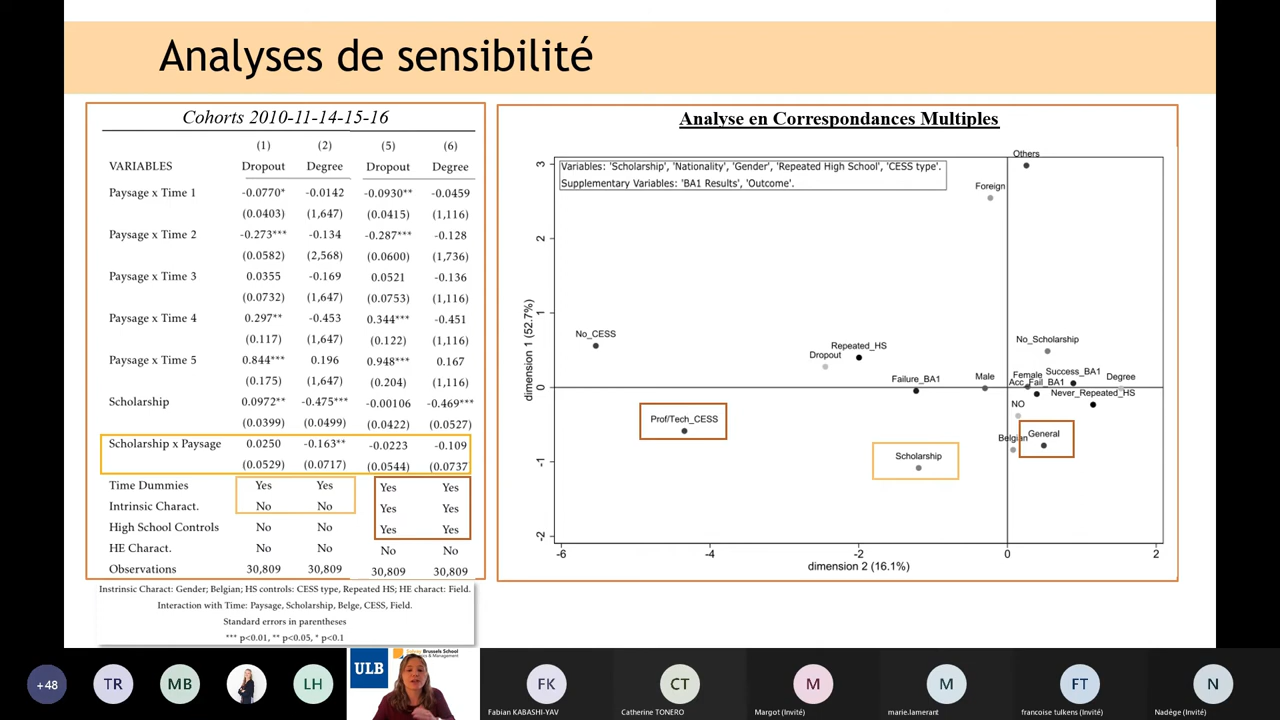 Analyses de sensibilité
Cohorts 2010-11-14-15-16
(1) (2) (5) (6)
VARIABLES Dropout Degree Dropout Degree
Paysage x Time 1 -0.0770* -0.0142 -0.0930** -0.0459
(0.0403) (1,647) (0.0415) (1,116)
Paysage x Time 2 -0.273*** -0.134 -0.287*** -0.128
(0.0582) (2,568) (0.0600) (1,736)
Paysage x Time 3 0.0355 -0.169 0.0521 -0.136
(0.0732) (1,647) (0.0753) (1,116)
Paysage x Time 4 0.297** -0.453 0.344*** -0.451
(0.117) (1,647) (0.122) (1,116)
Paysage x Time 5 0.844*** 0.196 0.948*** 0.167
(0.175) (1,647) (0.204) (1,116)
Scholarship 0.0972** -0.475*** -0.00106 -0.469***
(0.0399) (0.0499) (0.0422) (0.0527)
Scholarship x Paysage 0.0250 -0.163** -0.0223 -0.109
(0.0529) (0.0717) (0.0544) (0.0737
Time Dummies Yes Yes Yes Yes
Intrinsic Charact. No No Yes Yes
High School Controls No No Yes Yes
HE Charact. No No No No
Observations 30,809 30,809 30,809 30,809
Instrinsic Charact: Gender; Belgian; HS controls: CESS type, Repeated HS; HE charact: Field.
Interaction with Time: Paysage, Scholarship, Belge, CESS, Field.
Standard errors in parentheses
*** p<0.01, ** p<0.05, * p<0.1
Analyse en Correspondances Multiples
Variables: 'Scholarship', 'Nationality', 'Gender', 'Repeated High School', 'CESS type'.
Supplementary Variables: 'BA1 Results', 'Outcome'.
Others
Foreign
No_CESS
Dropout
Repeated_HS
No_Scholarship
Failure_BA1
Male
Female
Success_BA1
Degree
Acc_Fail_BA1
Never_Repeated_HS
NO
Prof/Tech_CESS
Belgian
General
Scholarship
dimension 1 (52.7%)
3
2
1
0
-1
-2
-6 -4 -2 0 2
dimension 2 (16.1%)
+48
TR
MB
LH
ULB
Brussels School
& Management
FK
Fabian KABASHI-YAV
CT
Catherine TONERO
M
Margot (Invité)
M
marie.lamerant
FT
francoise tulkens (Invité)
N
Nadége (Invité)